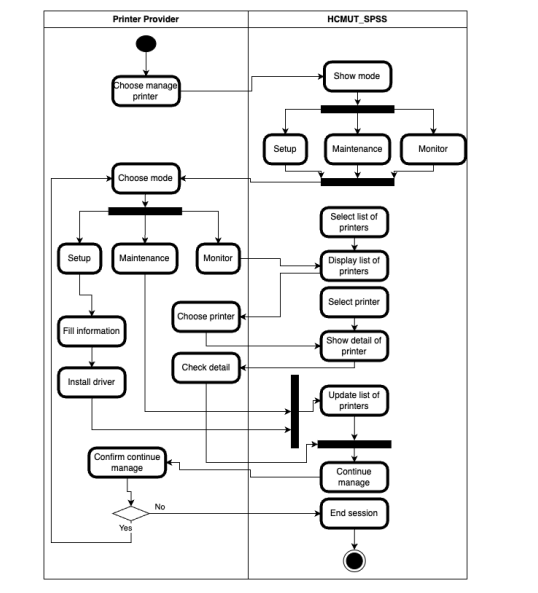 Printer Provider
HCMUT_SPSS
Choose manage
printer
Show mode
Setup
Maintenance
Monitor
Choose mode
Select list of
printers
Setup
Maintenance
Monitor
Display list of
printers
Select printer
Choose printer
Fill information
Show detail of
printer
Check detail
Install driver
Update list of
printers
Confirm continue
manage
Continue
manage
No
End session
Yes